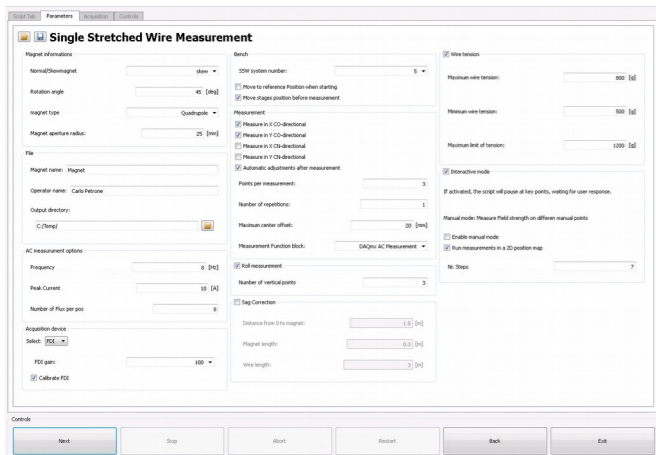 Script Tab Parameters Acquisition Controls
Single Stretched Wire Measurement
Magnet informations
Normal/Skewmagnet skew
Rotation angle 45 [deg]
magnet type Quadrupole
Magnet aperture radius: 25 [mm]
File
Magnet name: Magnet
Operator name: Carlo Petrone
Output directory:
C:/Temp/
AC measurument options
Frequency 8 [Hz]
Peak Current 10 [A]
Number of Flux per pos 8
Acquisition device
Select: FDI
FDI gain: 100
Calibrate FDI
Bench
SSW system number: 5
Move to reference Position when starting
Move stages position before measurement
Measurement
Measure in X CO-directional
Measure in Y CO-directional
Measure in X CN-directional
Measure in Y CN-directional
Automatic adjustments after measurement
Points per measurement: 3
Number of repetitions: 1
Maximum center offset: 20 [mm]
Measurement Function block: DAQmx AC Measurement
Roll measurement
Number of vertical points 3
Sag Correction
Distance from 0 to magnet: 1.5 [m]
Magnet length: 0.3 [m]
Wire length: 3 [m]
Wire tension
Maximum wire tension: 800 [g]
Minimum wire tension: 500 [g]
Maximum limit of tension: 1200 [g]
Interactive mode
If activated, the script will pause at key points, waiting for user response.
Manual mode: Measure Field strength on differen manual points
Enable manual mode
Run measurements in a 2D-position map
Nr. Steps 7
Controls
Next Stop Abort Restart Back Exit